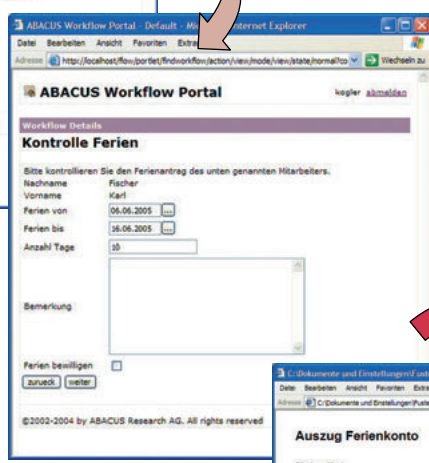 ABACUS Workflow Portal - Default - Mi nternet Explorer
Datei Bearbeiten Ansicht Favoriten Extra
Adresse http://localhost/flow/portlet/findworkflow/action/view/mode/view/state/normal?co Wechseln zu
ABACUS Workflow Portal
kogler abmelden
Workflow Details
Kontrolle Ferien
Bitte kontrollieren Sie den Ferienantrag des unten genannten Mitarbeiters.
Nachname Fischer
Vorname Karl
Ferien von 06.06.2005 ...
Ferien bis 16.06.2005 ...
Anzahl Tage 10
Bemerkung
Ferien bewilligen
zurueck weiter
©2002-2004 by ABACUS Research AG. All rights reserved
C:\Dokumente und Einstellungen\Fuste
Datei Bearbeiten Ansicht Favoriten Extra
Adresse C:\Dokumente und Einstellungen\Fuste
Auszug Ferienkonto